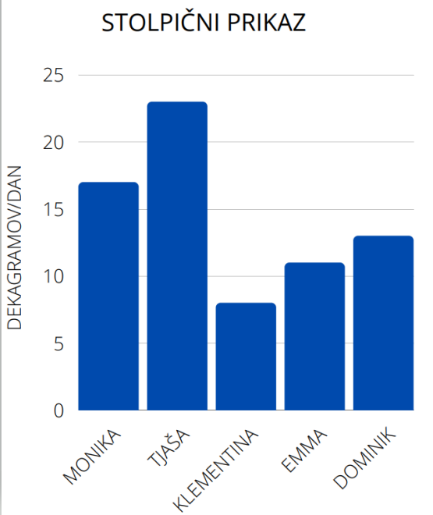 STOLPIČNI PRIKAZ
DEKAGRAMOV/DAN
25
20
15
10
5
0
MONIKA
TJAŠA
KLEMENTINA
EMMA
DOMINIK